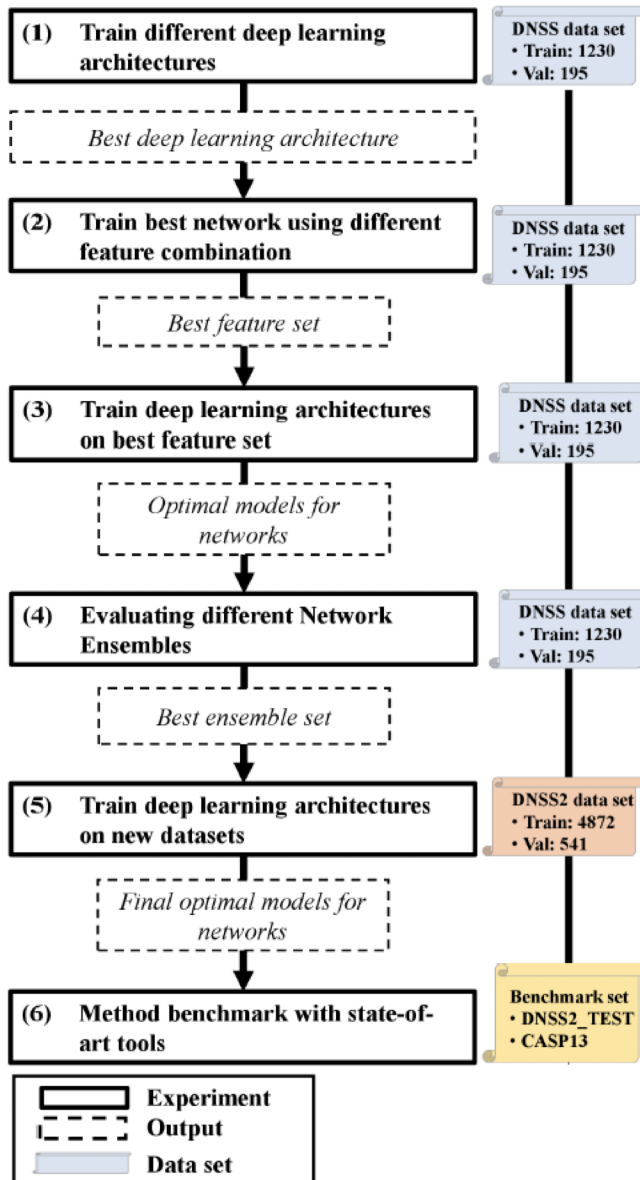 (1) Train different deep learning
architectures
DNSS data set
• Train: 1230
• Val: 195
Best deep learning architecture
(2) Train best network using different
feature combination
DNSS data set
• Train: 1230
• Val: 195
Best feature set
(3) Train deep learning architectures
on best feature set
DNSS data set
• Train: 1230
• Val: 195
Optimal models for
networks
(4) Evaluating different Network
Ensembles
DNSS data set
• Train: 1230
• Val: 195
Best ensemble set
(5) Train deep learning architectures
on new datasets
DNSS2 data set
• Train: 4872
• Val: 541
Final optimal models for
networks
(6) Method benchmark with state-of-
art tools
Benchmark set
• DNSS2_TEST
• CASP13
Experiment
Output
Data set